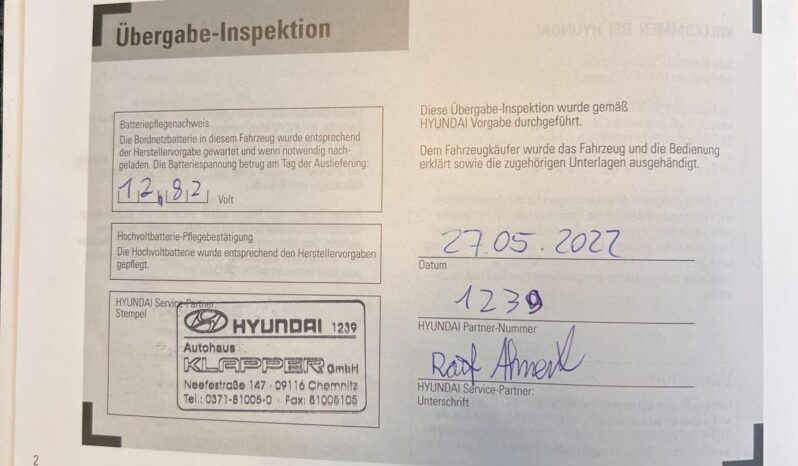 Übergabe-Inspektion
Batteriepflegenachweis
Die Bordnetzbatterie in diesem Fahrzeug wurde entsprechend
der Herstellervorgabe gewartet und wenn notwendig nach-
geladen. Die Batteriespannung betrug am Tag der Auslieferung:
12,82 Volt
Hochvoltbatterie-Pflegebestätigung
Die Hochvoltbatterie wurde entsprechend den Herstellervorgaben
gepflegt.
HYUNDAI Service-Partner:
Stempel
HYUNDAI 1239
Autohaus
KLAPPER GmbH
Neefestraße 147 · 09116 Chemnitz
Tel.: 0371-81005-0 · Fax: 81005105
Diese Übergabe-Inspektion wurde gemäß
HYUNDAI Vorgabe durchgeführt.
Dem Fahrzeugkäufer wurde das Fahrzeug und die Bedienung
erklärt sowie die zugehörigen Unterlagen ausgehändigt.
27.05.2022
Datum
1239
HYUNDAI Partner-Nummer
HYUNDAI Service-Partner:
Unterschrift
2